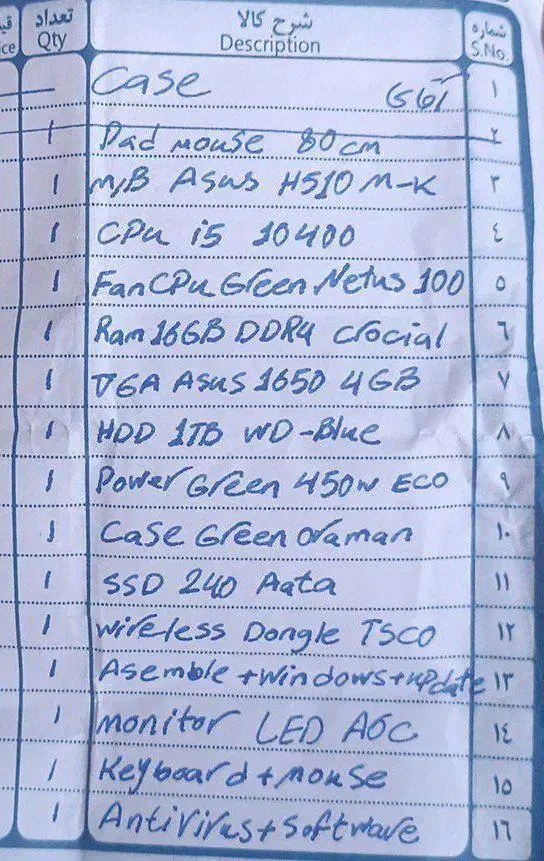 تعداد شرح کالا شماره
Qty Description S.No.
Case آقای ۱
1 Pad mouse 80cm ۲
1 M/B Asus H510 M-K ۳
1 CPu i5 10400 ٤
1 Fan CPu Green Notus 100 ٥
1 Ram 16GB DDR4 Crocial ٦
1 VGA Asus 1650 4GB ۷
1 HDD 1TB WD-Blue ۸
1 Power Green 450w ECO ۹
1 Case Green oraman ۱۰
1 SSD 240 Aata ۱۱
1 wireless Dongle TSCO ۱۲
1 Asemble+windows+update ۱۳
1 monitor LED AOC ۱٤
1 Keyboard+mouse ۱٥
1 Antivirus+Software ۱٦